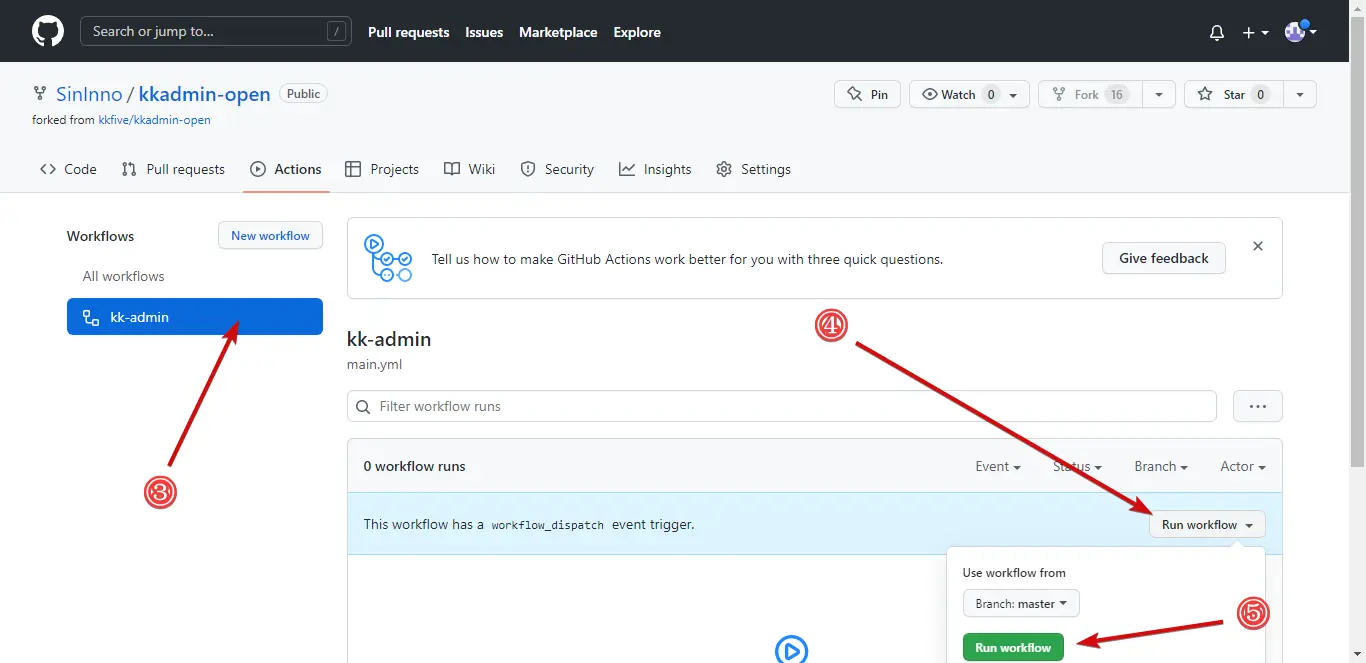 Search or jump to... /
Pull requests Issues Marketplace Explore
SinInno / kkadmin-open Public
Pin Watch 0 Fork 16 Star 0
forked from kkfive/kkadmin-open
Code Pull requests Actions Projects Wiki Security Insights Settings
Workflows New workflow
All workflows
kk-admin
Tell us how to make GitHub Actions work better for you with three quick questions. Give feedback
③
④
kk-admin
main.yml
Filter workflow runs
0 workflow runs Event Status Branch Actor
This workflow has a workflow_dispatch event trigger. Run workflow
Use workflow from
Branch: master
⑤
Run workflow